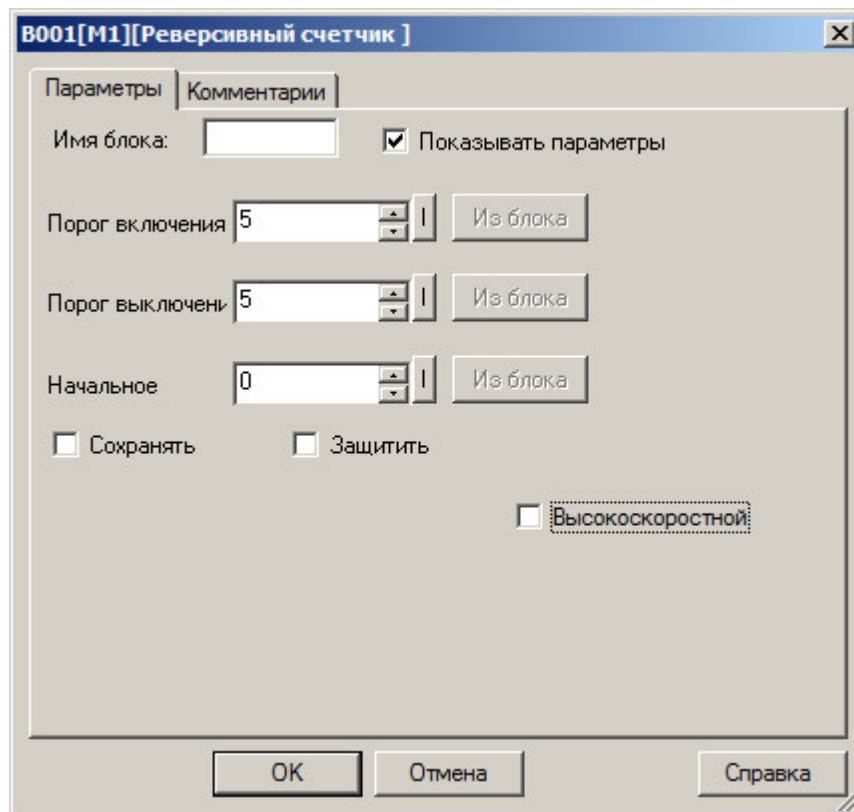 B001[M1][Реверсивный счетчик ]
Параметры Комментарии
Имя блока: Показывать параметры
Порог включения 5 I Из блока
Порог выключени 5 I Из блока
Начальное 0 I Из блока
Сохранять Защитить
Высокоскоростной
OK Отмена Справка